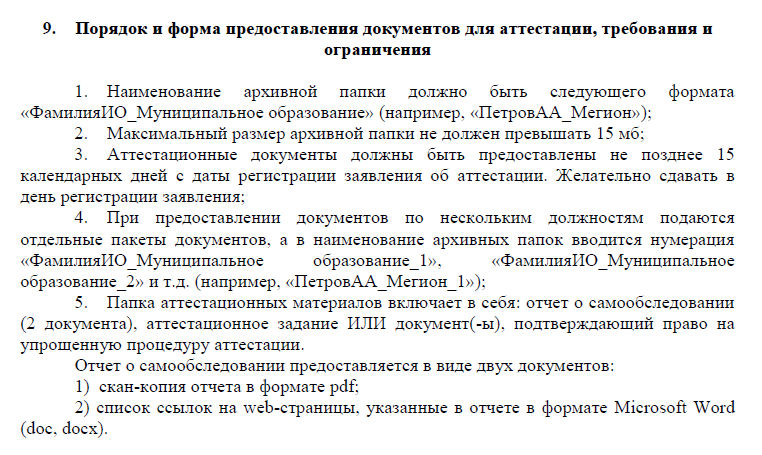 9. Порядок и форма предоставления документов для аттестации, требования и
ограничения
1. Наименование архивной папки должно быть следующего формата
«ФамилияИО_Муниципальное образование» (например, «ПетровАА_Мегион»);
2. Максимальный размер архивной папки не должен превышать 15 мб;
3. Аттестационные документы должны быть предоставлены не позднее 15
календарных дней с даты регистрации заявления об аттестации. Желательно сдавать в
день регистрации заявления;
4. При предоставлении документов по нескольким должностям подаются
отдельные пакеты документов, а в наименование архивных папок вводится нумерация
«ФамилияИО_Муниципальное образование_1», «ФамилияИО_Муниципальное
образование_2» и т.д. (например, «ПетровАА_Мегион_1»);
5. Папка аттестационных материалов включает в себя: отчет о самообследовании
(2 документа), аттестационное задание ИЛИ документ(-ы), подтверждающий право на
упрощенную процедуру аттестации.
Отчет о самообследовании предоставляется в виде двух документов:
1) скан-копия отчета в формате pdf;
2) список ссылок на web-страницы, указанные в отчете в формате Microsoft Word
(doc, docx).